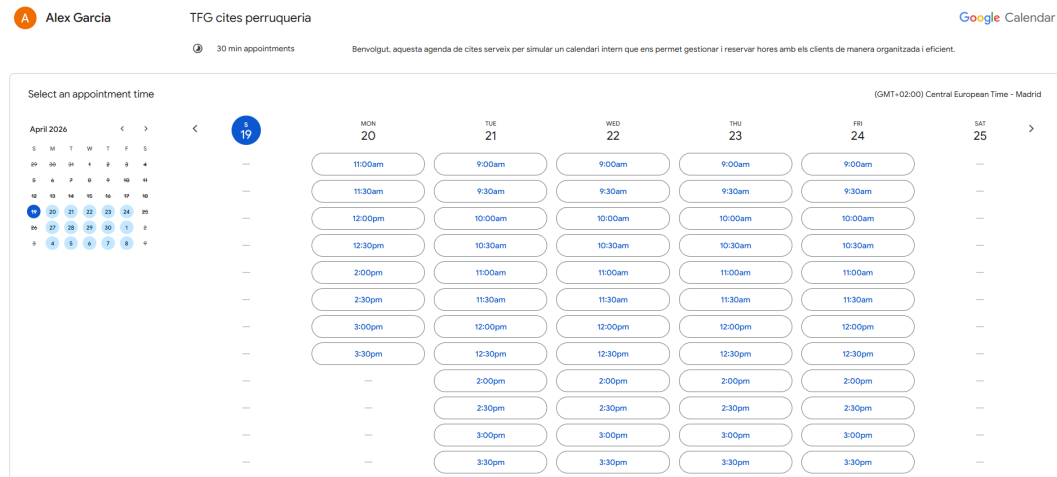 A Alex Garcia
TFG cites perruqueria
Google Calendar
30 min appointments
Benvolgut, aquesta agenda de cites serveix per simular un calendari intern que ens permet gestionar i reservar hores amb els clients de manera organitzada i eficient.
Select an appointment time
(GMT+02:00) Central European Time - Madrid
April 2026 < >
S M T W T F S
29 30 31 1 2 3 4
5 6 7 8 9 10 11
12 13 14 15 16 17 18
19 20 21 22 23 24 25
26 27 28 29 30 1 2
3 4 5 6 7 8 9
< S MON TUE WED THU FRI SAT >
19 20 21 22 23 24 25
— 11:00am 9:00am 9:00am 9:00am 9:00am —
— 11:30am 9:30am 9:30am 9:30am 9:30am —
— 12:00pm 10:00am 10:00am 10:00am 10:00am —
— 12:30pm 10:30am 10:30am 10:30am 10:30am —
— 2:00pm 11:00am 11:00am 11:00am 11:00am —
— 2:30pm 11:30am 11:30am 11:30am 11:30am —
— 3:00pm 12:00pm 12:00pm 12:00pm 12:00pm —
— 3:30pm 12:30pm 12:30pm 12:30pm 12:30pm —
— — 2:00pm 2:00pm 2:00pm 2:00pm —
— — 2:30pm 2:30pm 2:30pm 2:30pm —
— — 3:00pm 3:00pm 3:00pm 3:00pm —
— — 3:30pm 3:30pm 3:30pm 3:30pm —